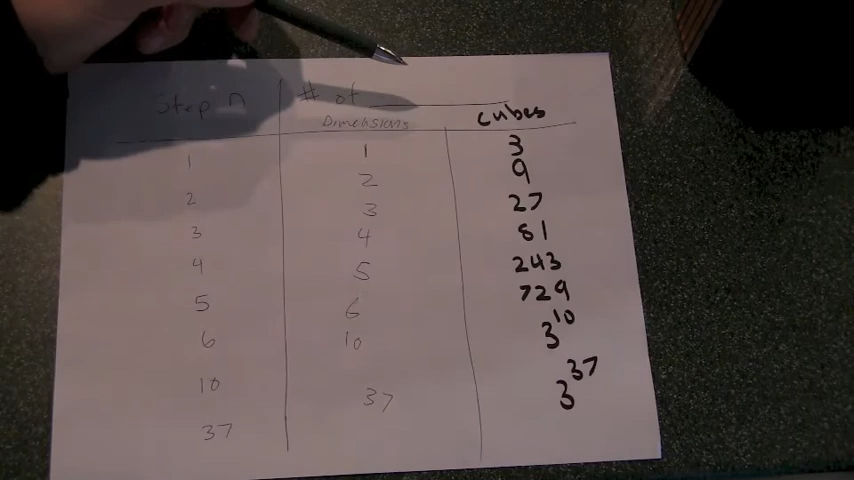 Step n # of
Dimensions cubes
1 1 3
2 2 9
3 3 27
4 4 81
5 5 243
6 6 729
10 10 3^10
37 37 3^37